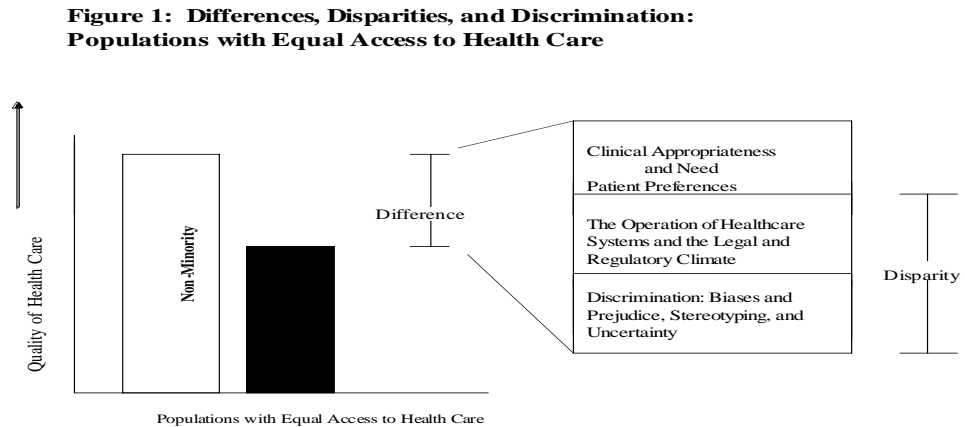 Figure 1:  Differences, Disparities, and Discrimination:
Populations with Equal Access to Health Care
Quality of Health Care
Non-Minority
Difference
Clinical Appropriateness
and Need
Patient Preferences
The Operation of Healthcare
Systems and the Legal and
Regulatory Climate
Discrimination: Biases and
Prejudice, Stereotyping, and
Uncertainty
Disparity
Populations with Equal Access to Health Care